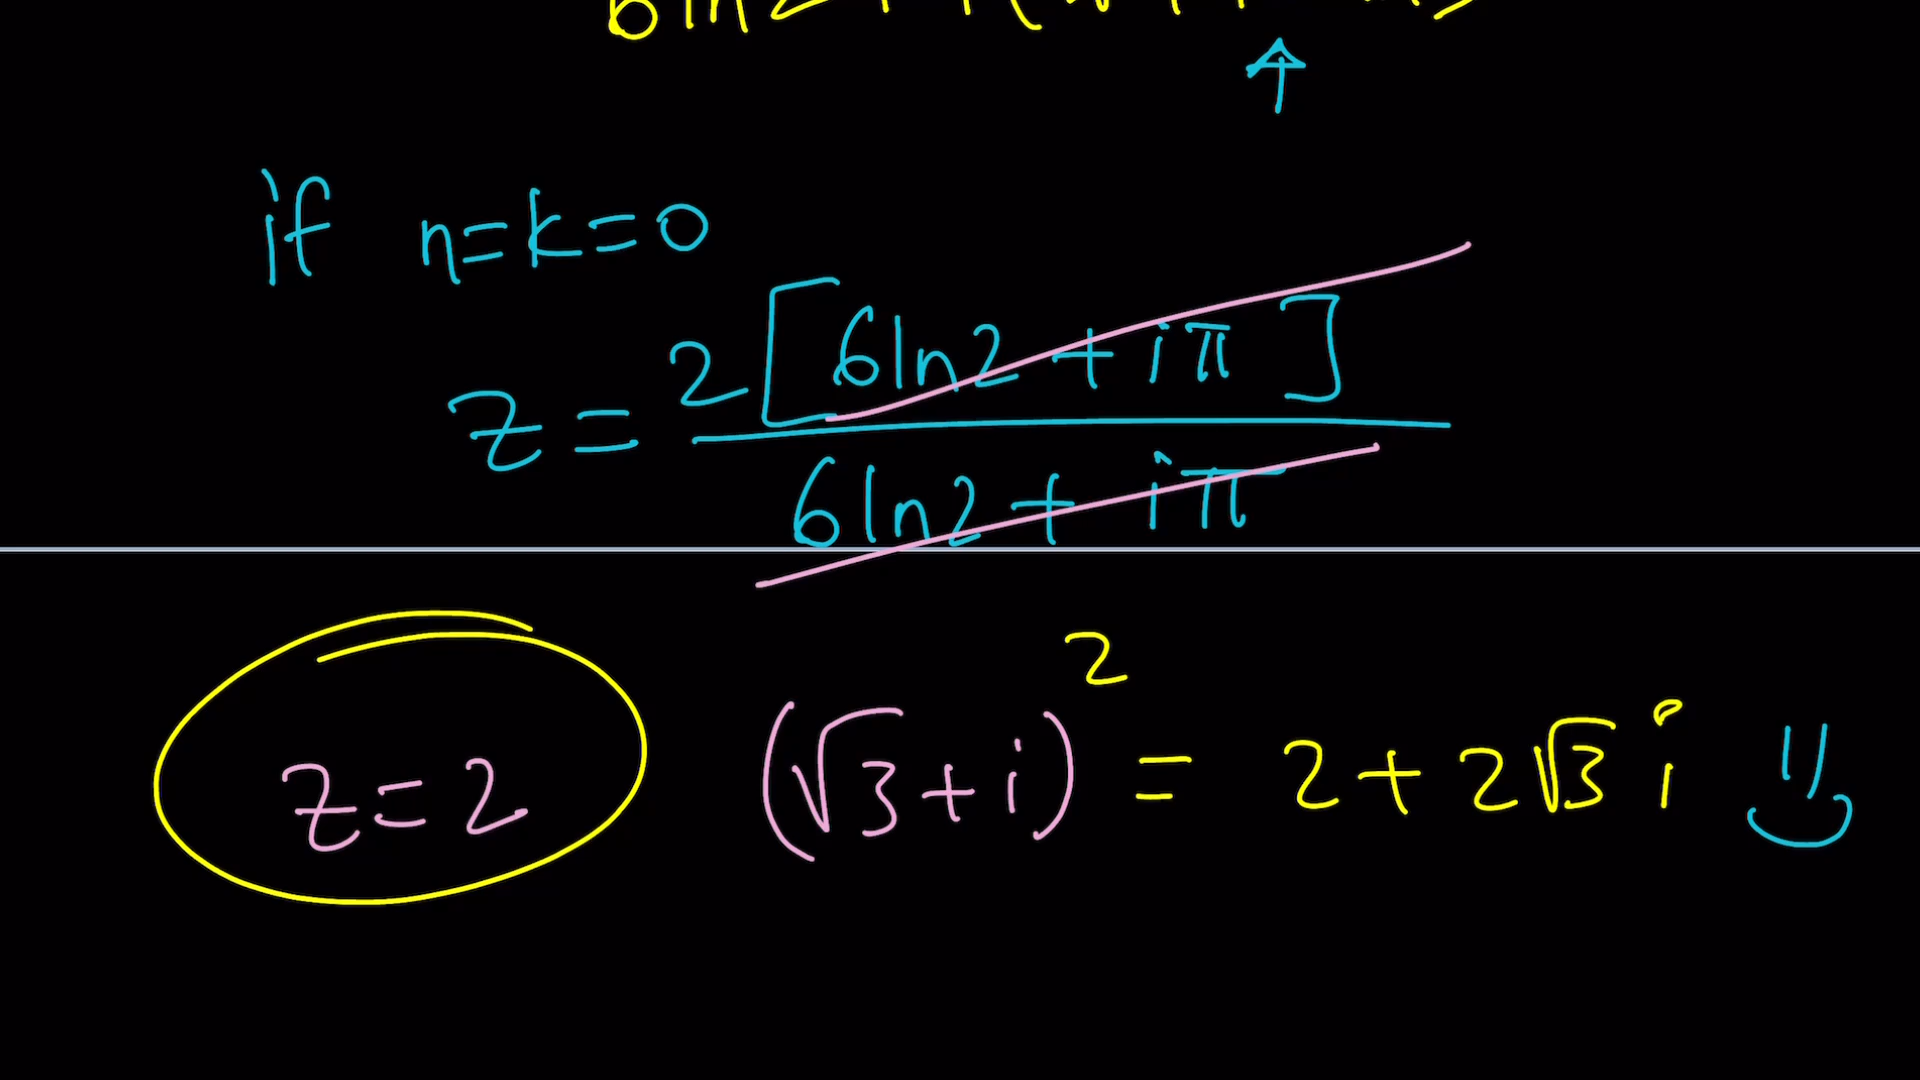 if n=k=0
z = 2[6ln2 + iπ]
6ln2 + iπ
z=2 (√3+i)² = 2+2√3 i